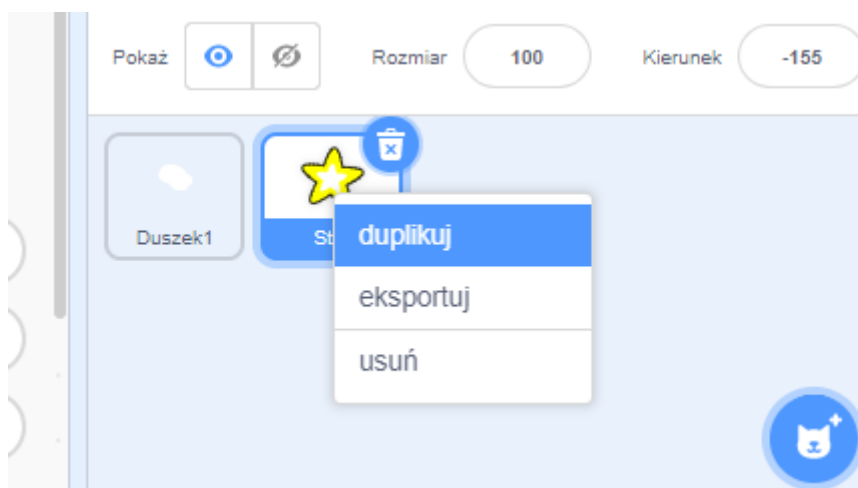 Pokaż Rozmiar 100 Kierunek -155
Duszek1
duplikuj
eksportuj
usuń